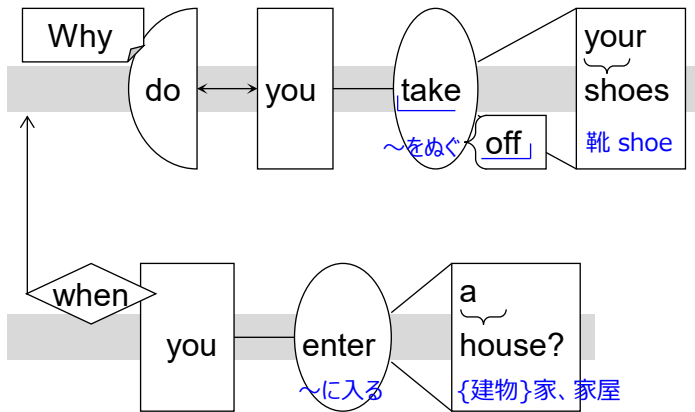 Why
do you take your
shoes
off
～をぬぐ
靴 shoe
when
you enter a
house?
～に入る
{建物}家、家屋